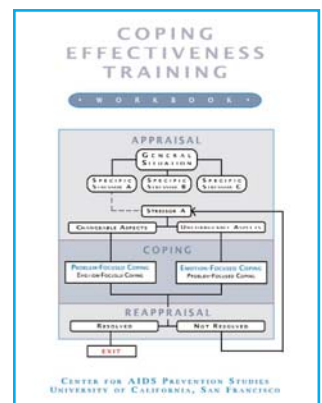 COPING
EFFECTIVENESS
TRAINING
• WORKBOOK •
APPRAISAL
GENERAL
SITUATION
SPECIFIC
STRESSOR A
SPECIFIC
STRESSOR B
SPECIFIC
STRESSOR C
STRESSOR A
CHANGEABLE ASPECTS
UNCHANGEABLE ASPECTS
COPING
PROBLEM-FOCUSED COPING
EMOTION-FOCUSED COPING
EMOTION-FOCUSED COPING
PROBLEM-FOCUSED COPING
REAPPRAISAL
RESOLVED
NOT RESOLVED
EXIT
CENTER FOR AIDS PREVENTION STUDIES
UNIVERSITY OF CALIFORNIA, SAN FRANCISCO